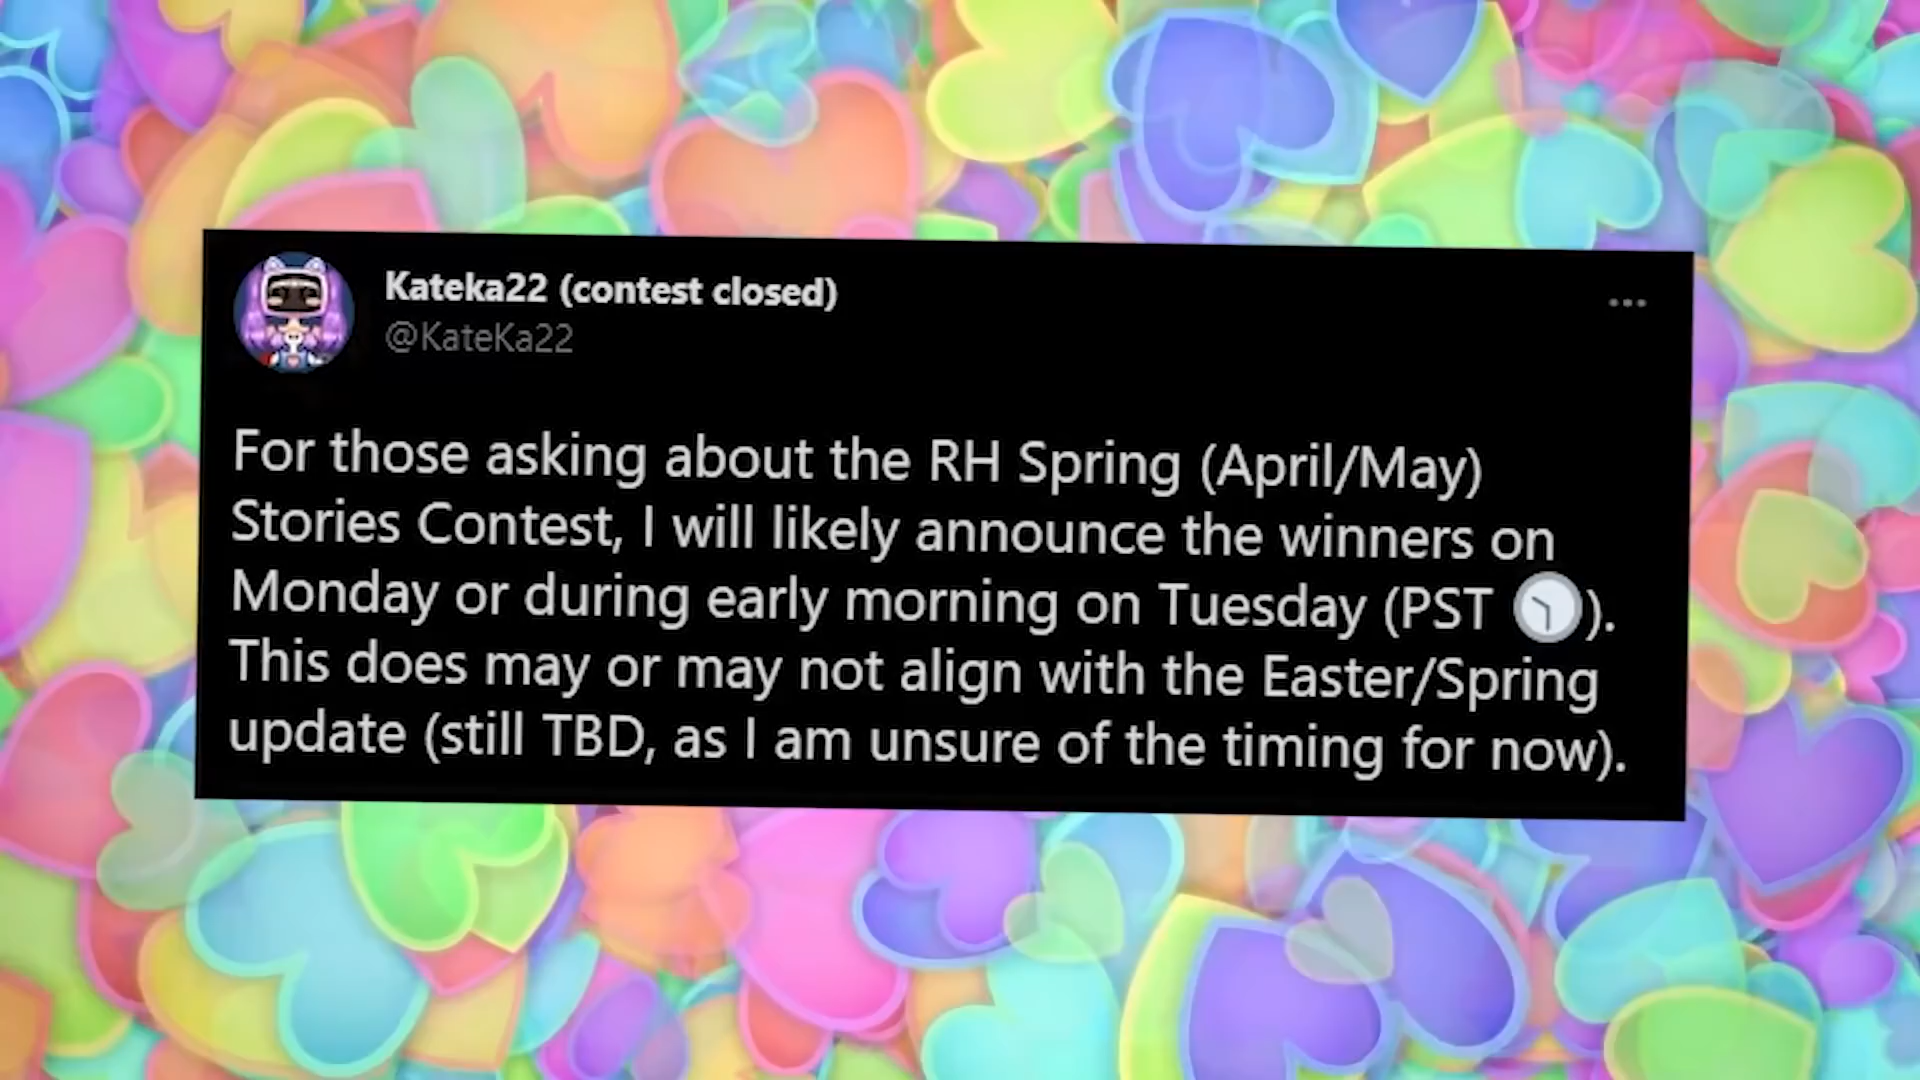 Kateka22 (contest closed)
@KateKa22
For those asking about the RH Spring (April/May)
Stories Contest, I will likely announce the winners on
Monday or during early morning on Tuesday (PST 🕥).
This does may or may not align with the Easter/Spring
update (still TBD, as I am unsure of the timing for now).